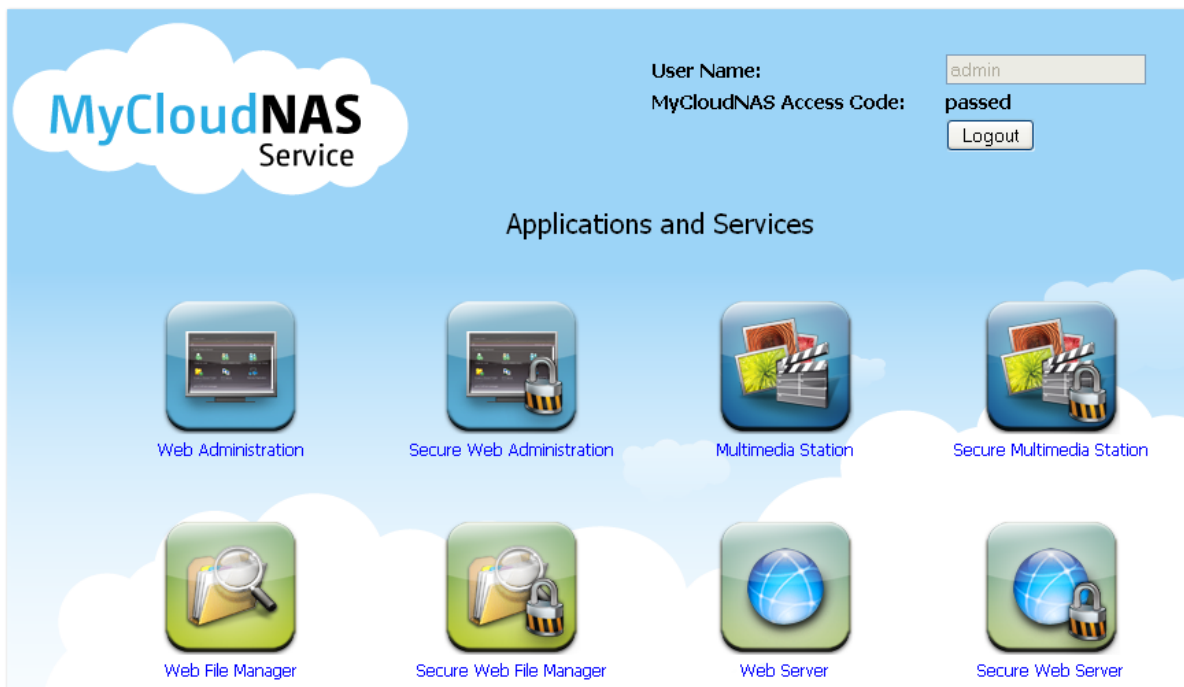 MyCloudNAS
Service
User Name: admin
MyCloudNAS Access Code: passed
Logout
Applications and Services
Web Administration
Secure Web Administration
Multimedia Station
Secure Multimedia Station
Web File Manager
Secure Web File Manager
Web Server
Secure Web Server